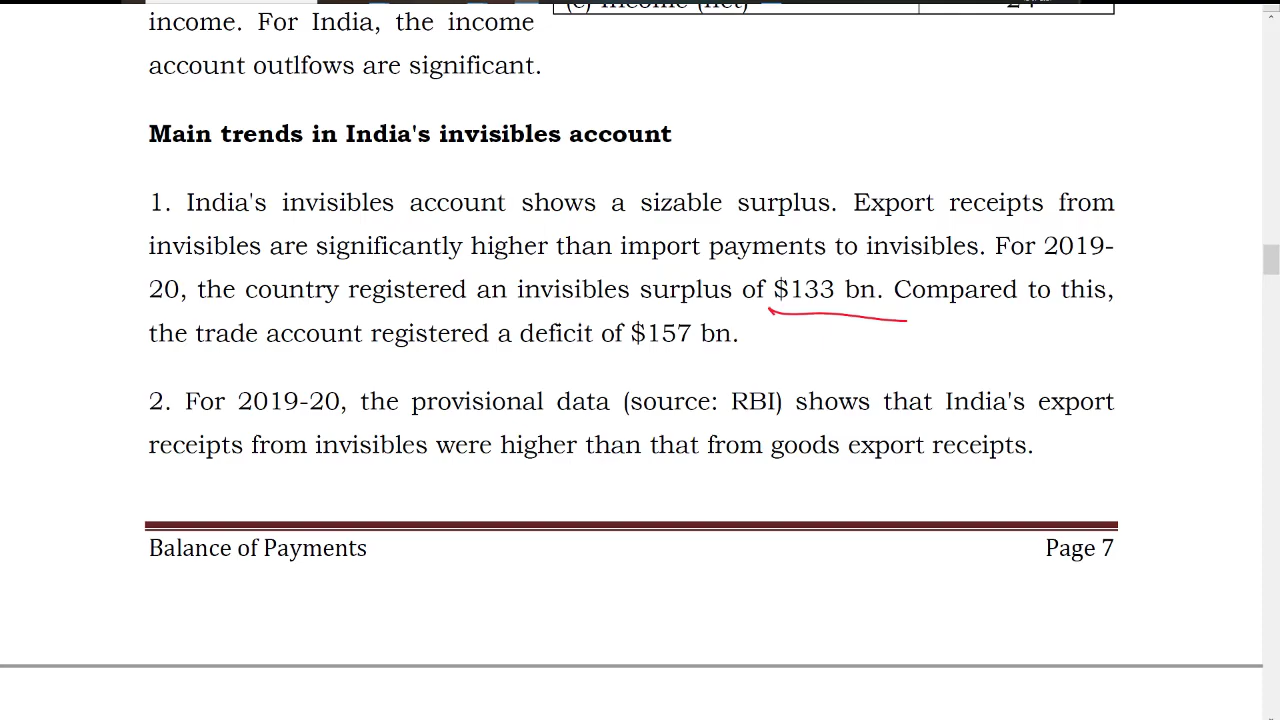 income. For India, the income
account outlfows are significant.
Main trends in India's invisibles account
1. India's invisibles account shows a sizable surplus. Export receipts from
invisibles are significantly higher than import payments to invisibles. For 2019-
20, the country registered an invisibles surplus of $133 bn. Compared to this,
the trade account registered a deficit of $157 bn.
2. For 2019-20, the provisional data (source: RBI) shows that India's export
receipts from invisibles were higher than that from goods export receipts.
Balance of Payments Page 7